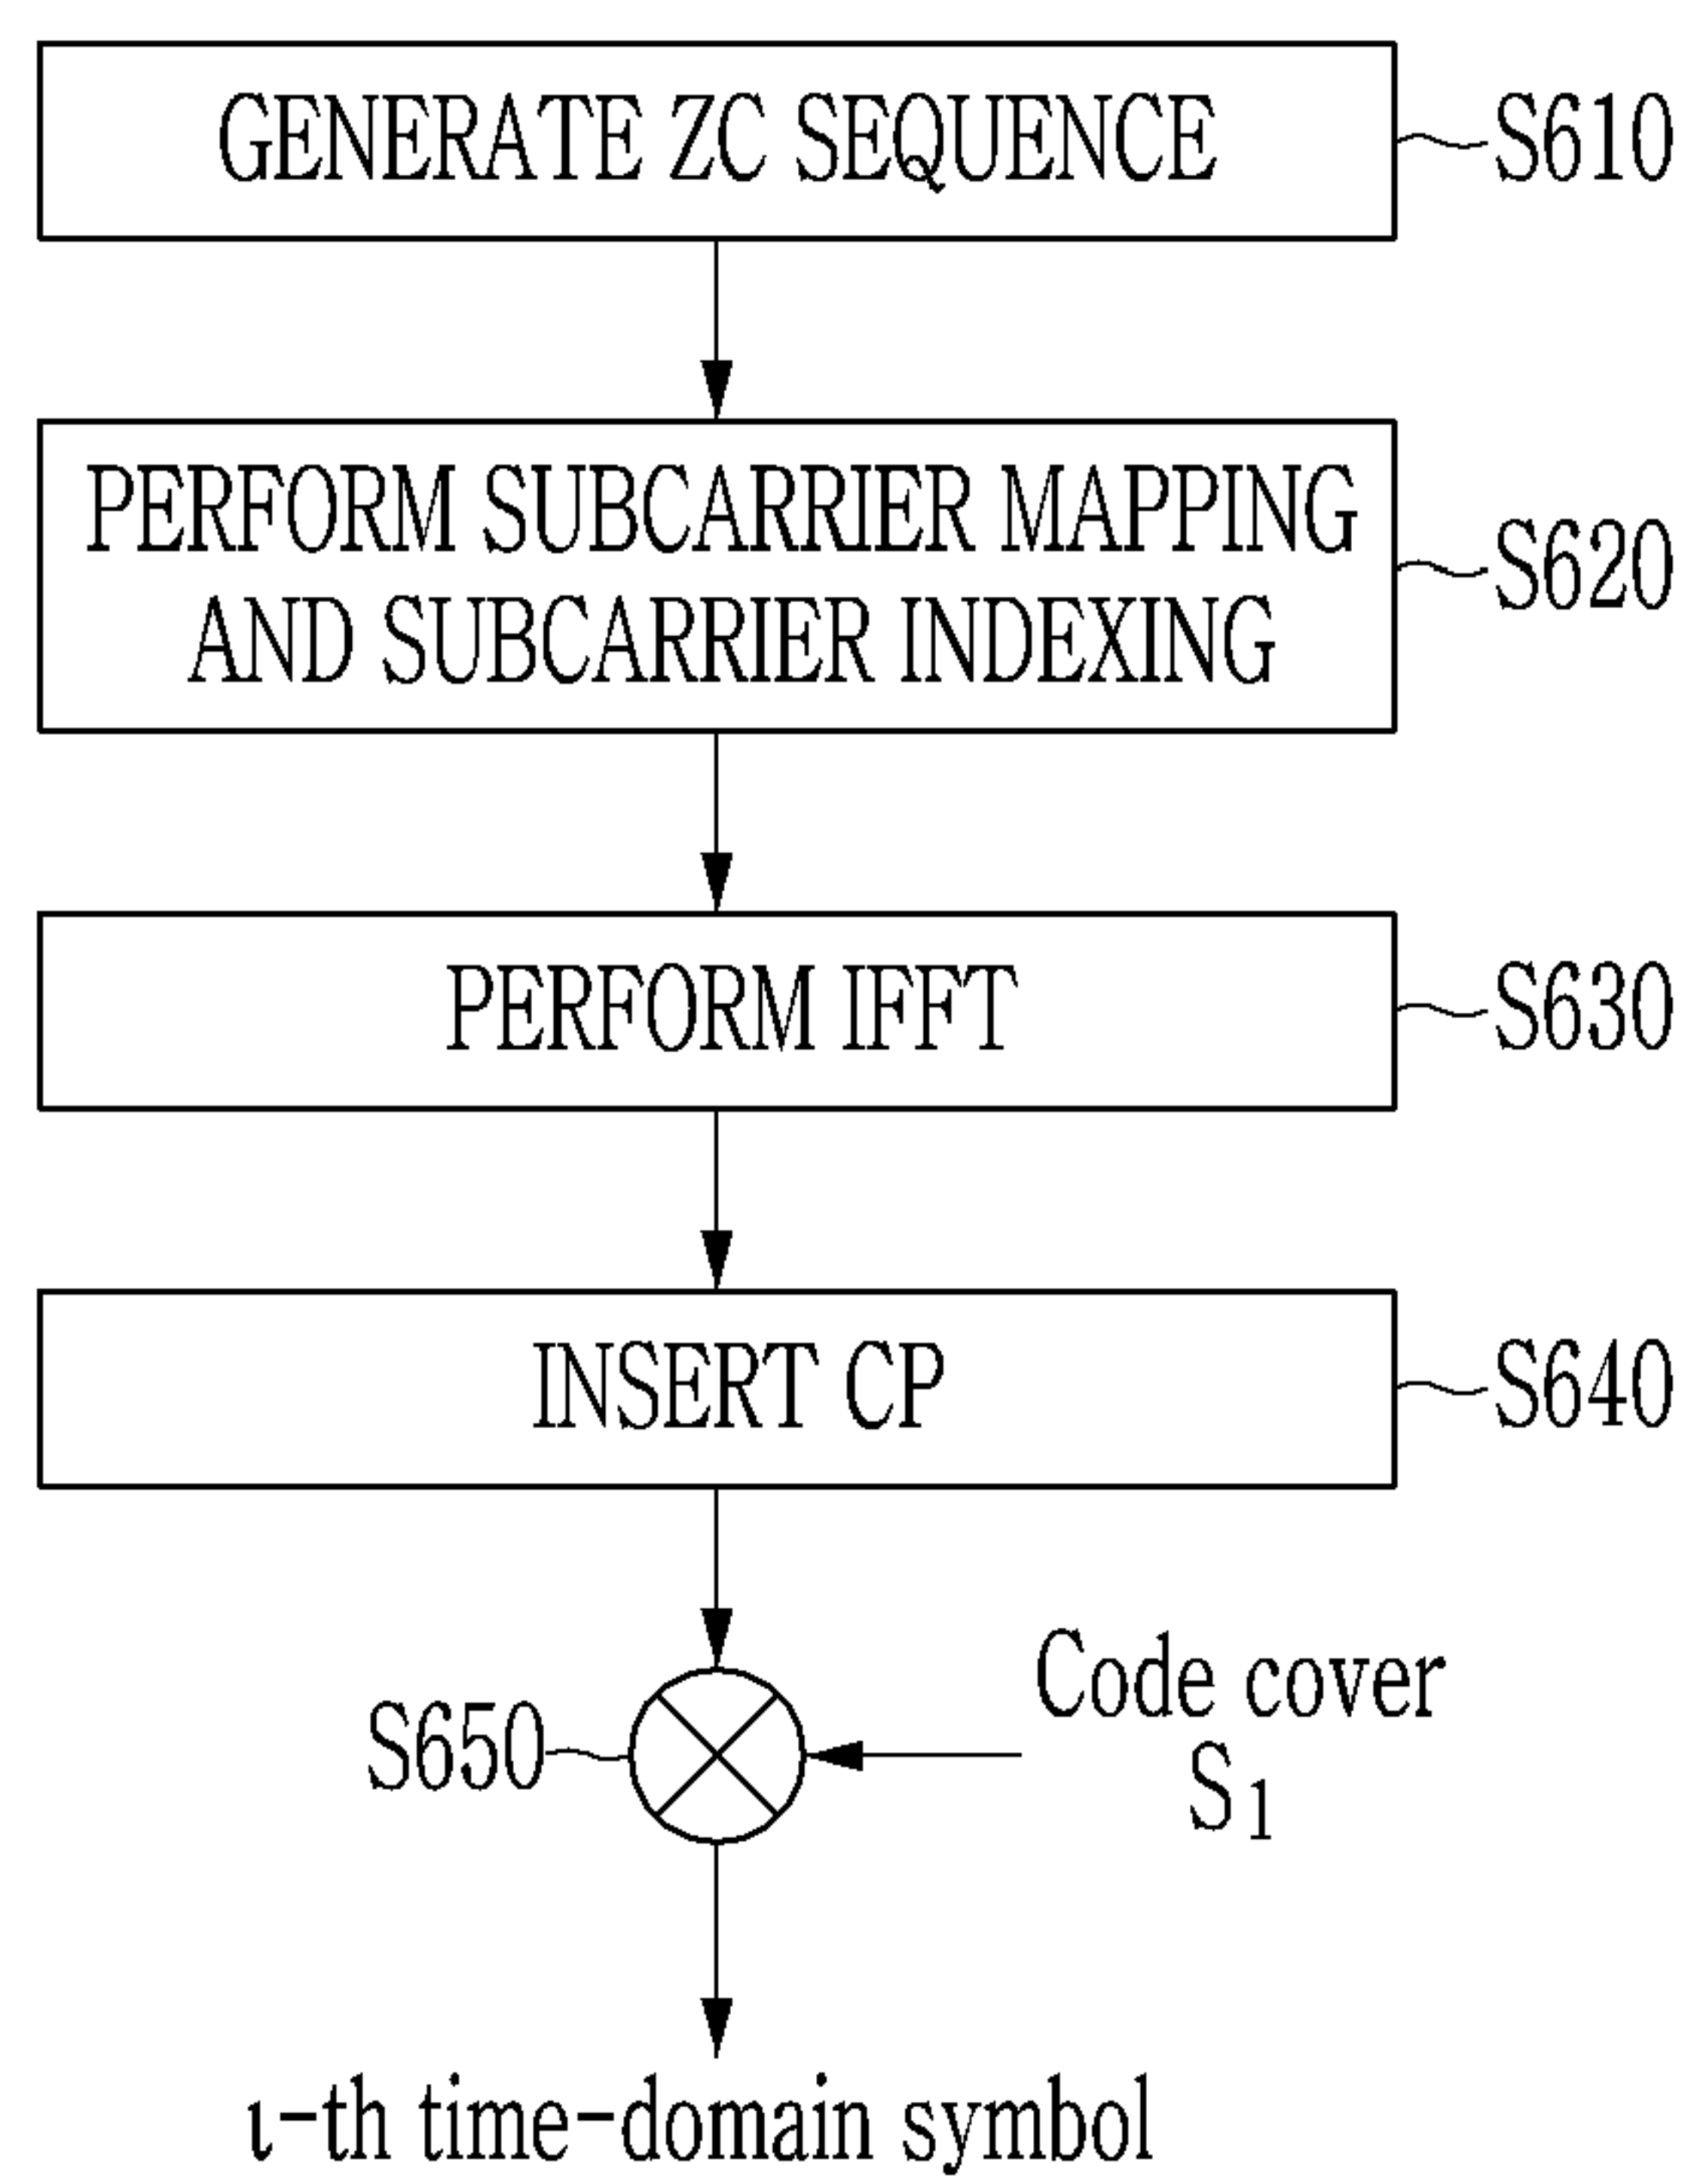 GENERATE ZC SEQUENCE
S610
PERFORM SUBCARRIER MAPPING
AND SUBCARRIER INDEXING
S620
PERFORM IFFT
S630
INSERT CP
S640
S650
Code cover
S₁
ι-th time-domain symbol